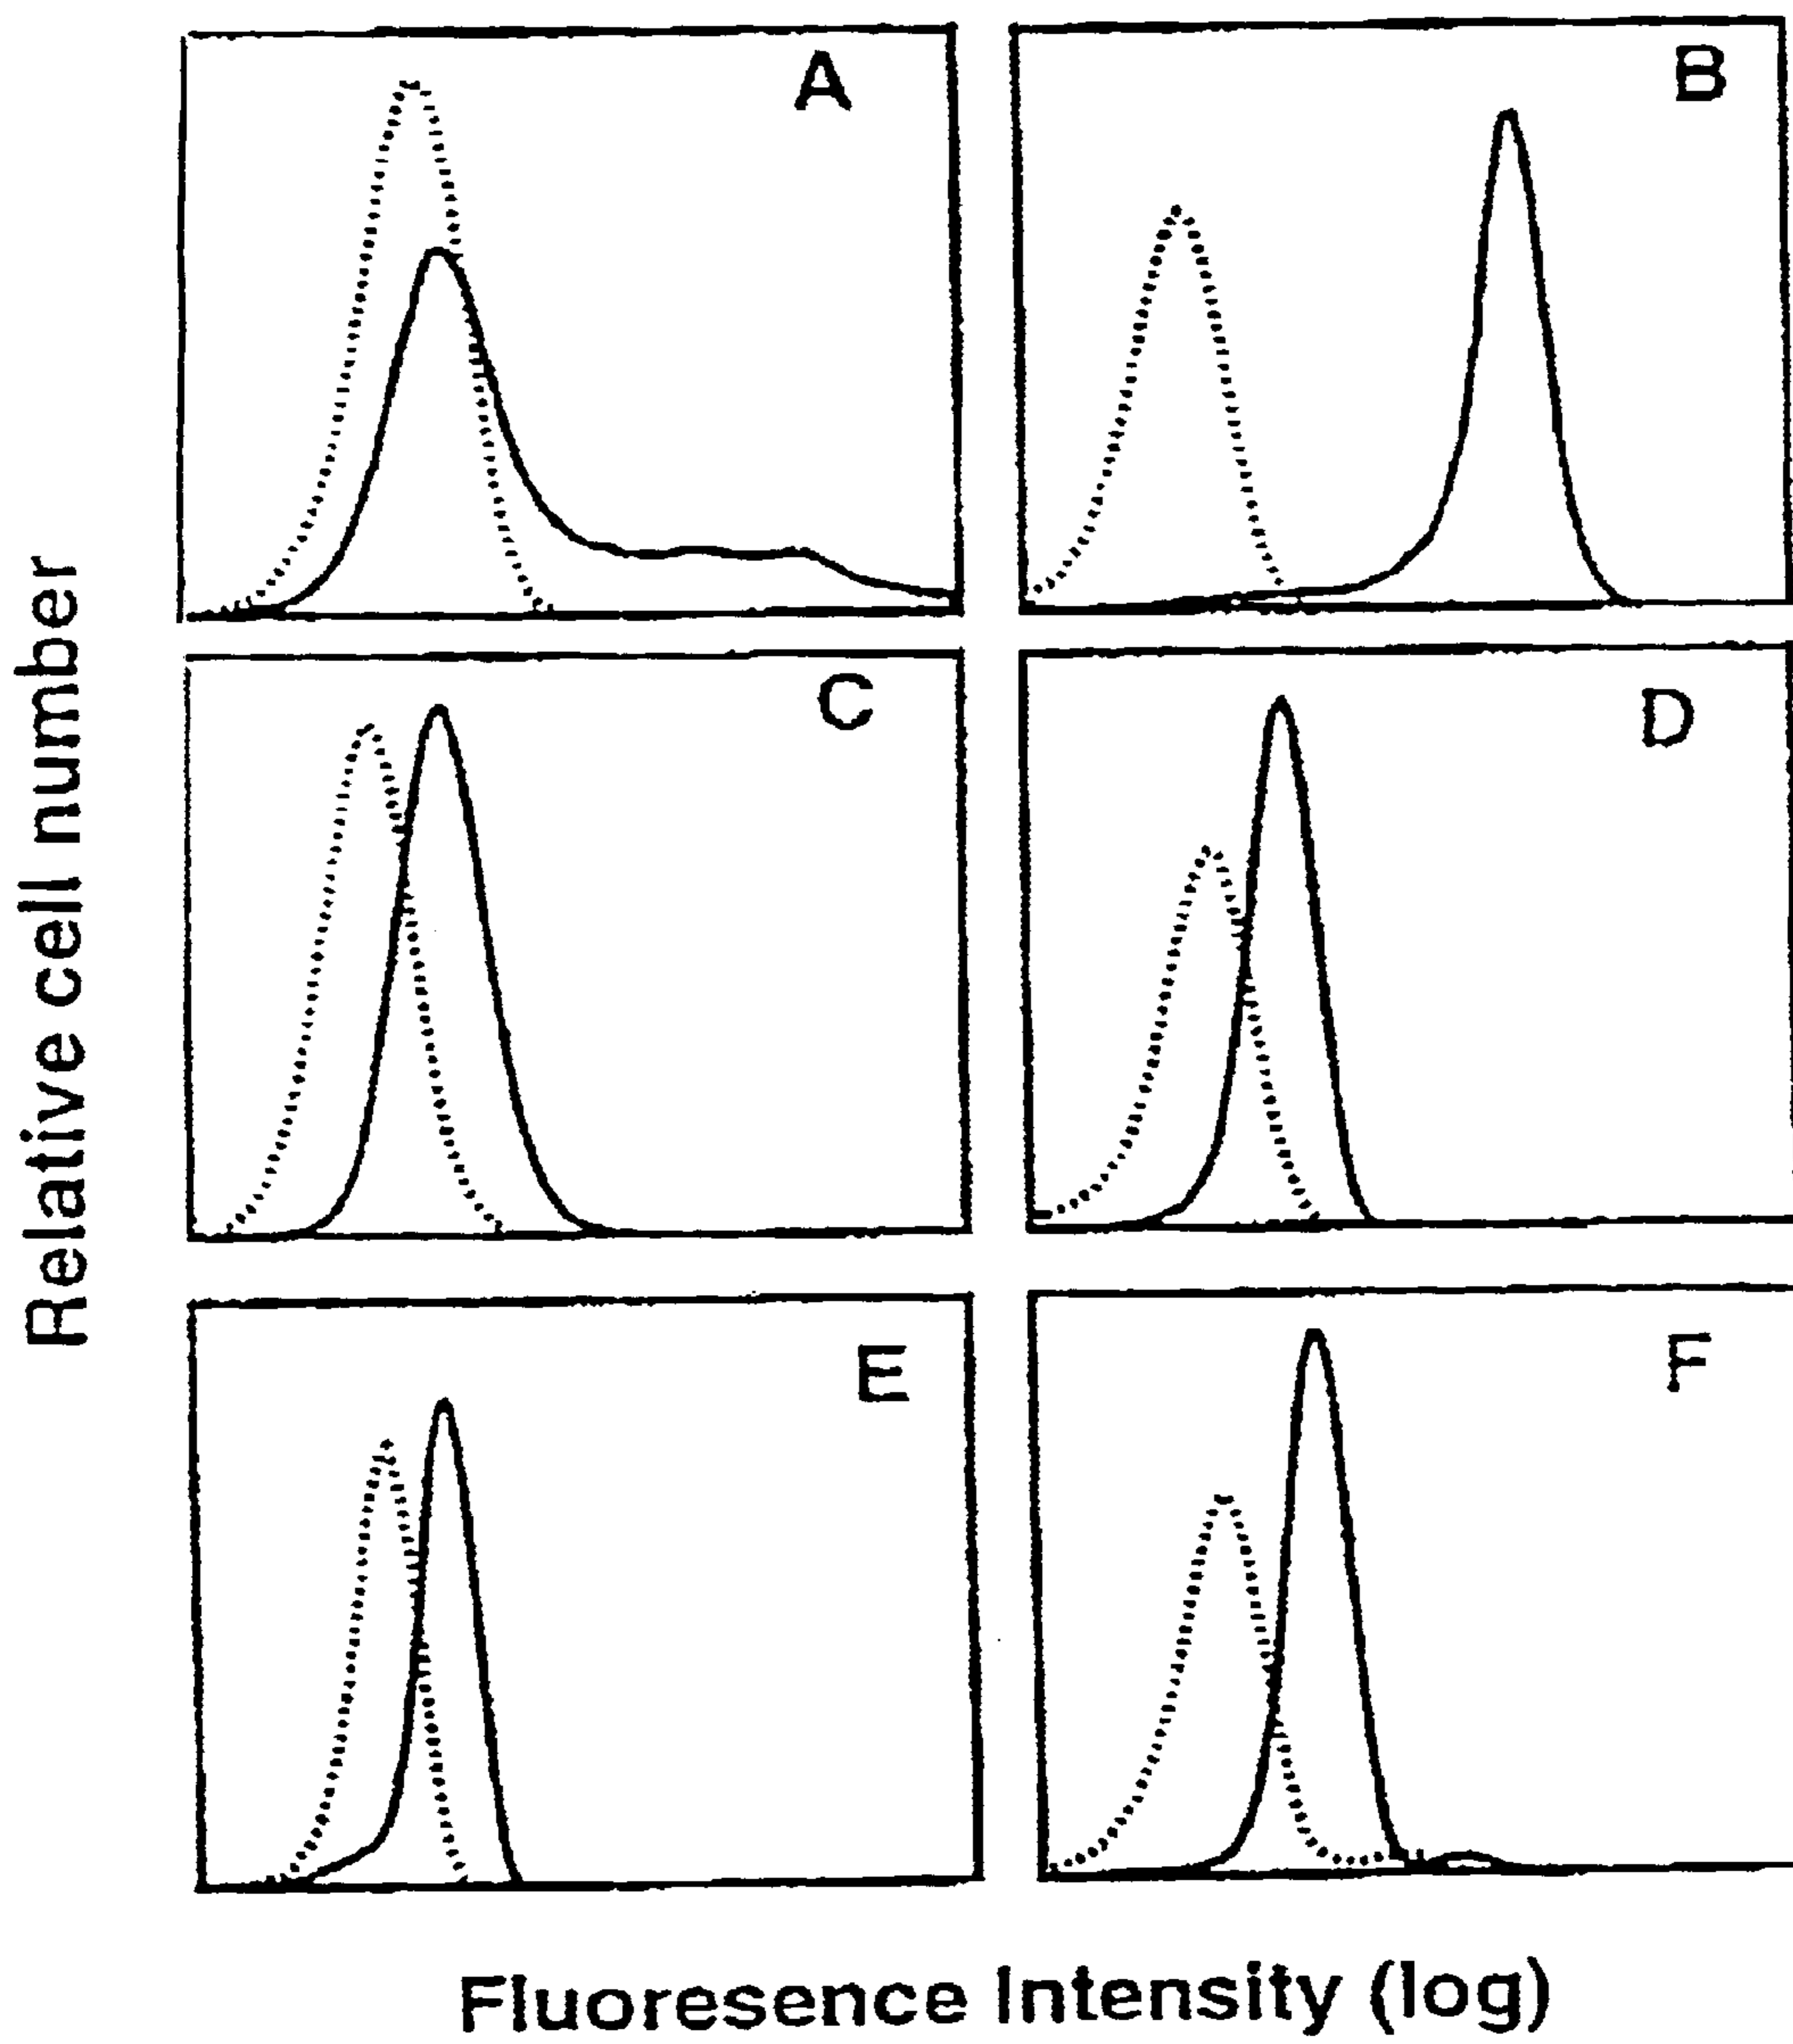 A
B
C
D
E
F
Relative cell number
Fluoresence Intensity (log)